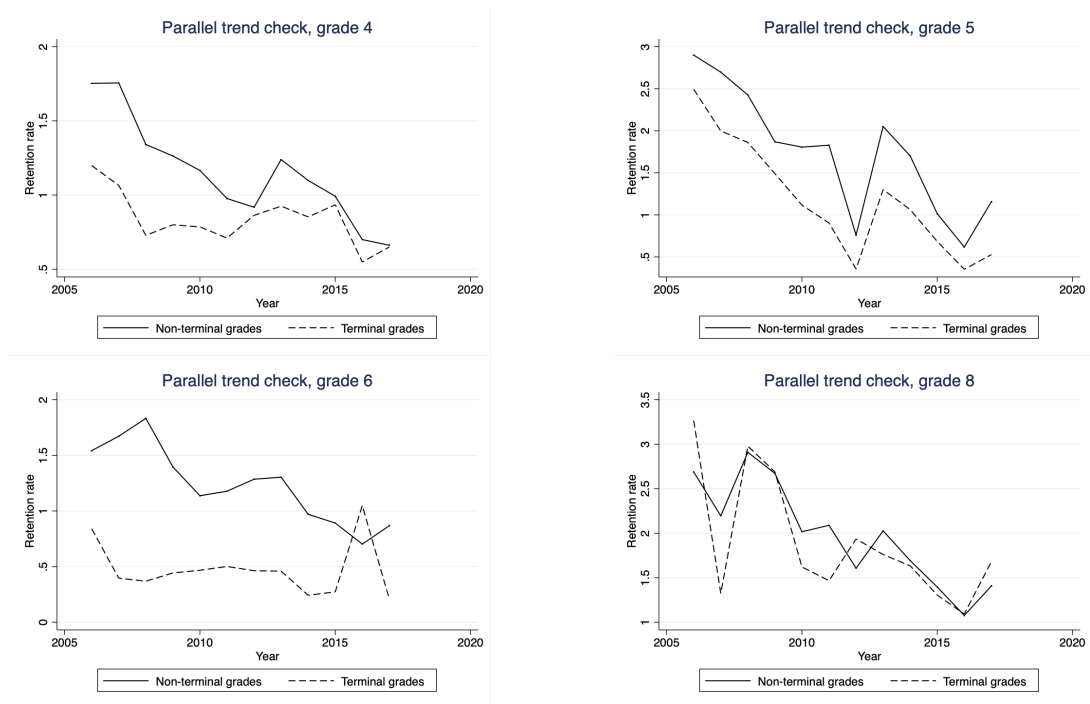 Parallel trend check, grade 4
Retention rate
2
1.5
1
.5
2005 2010 2015 2020
Year
Non-terminal grades Terminal grades
Parallel trend check, grade 5
Retention rate
3
2.5
2
1.5
1
.5
2005 2010 2015 2020
Year
Non-terminal grades Terminal grades
Parallel trend check, grade 6
Retention rate
2
1.5
1
.5
0
2005 2010 2015 2020
Year
Non-terminal grades Terminal grades
Parallel trend check, grade 8
Retention rate
3.5
3
2.5
2
1.5
1
2005 2010 2015 2020
Year
Non-terminal grades Terminal grades